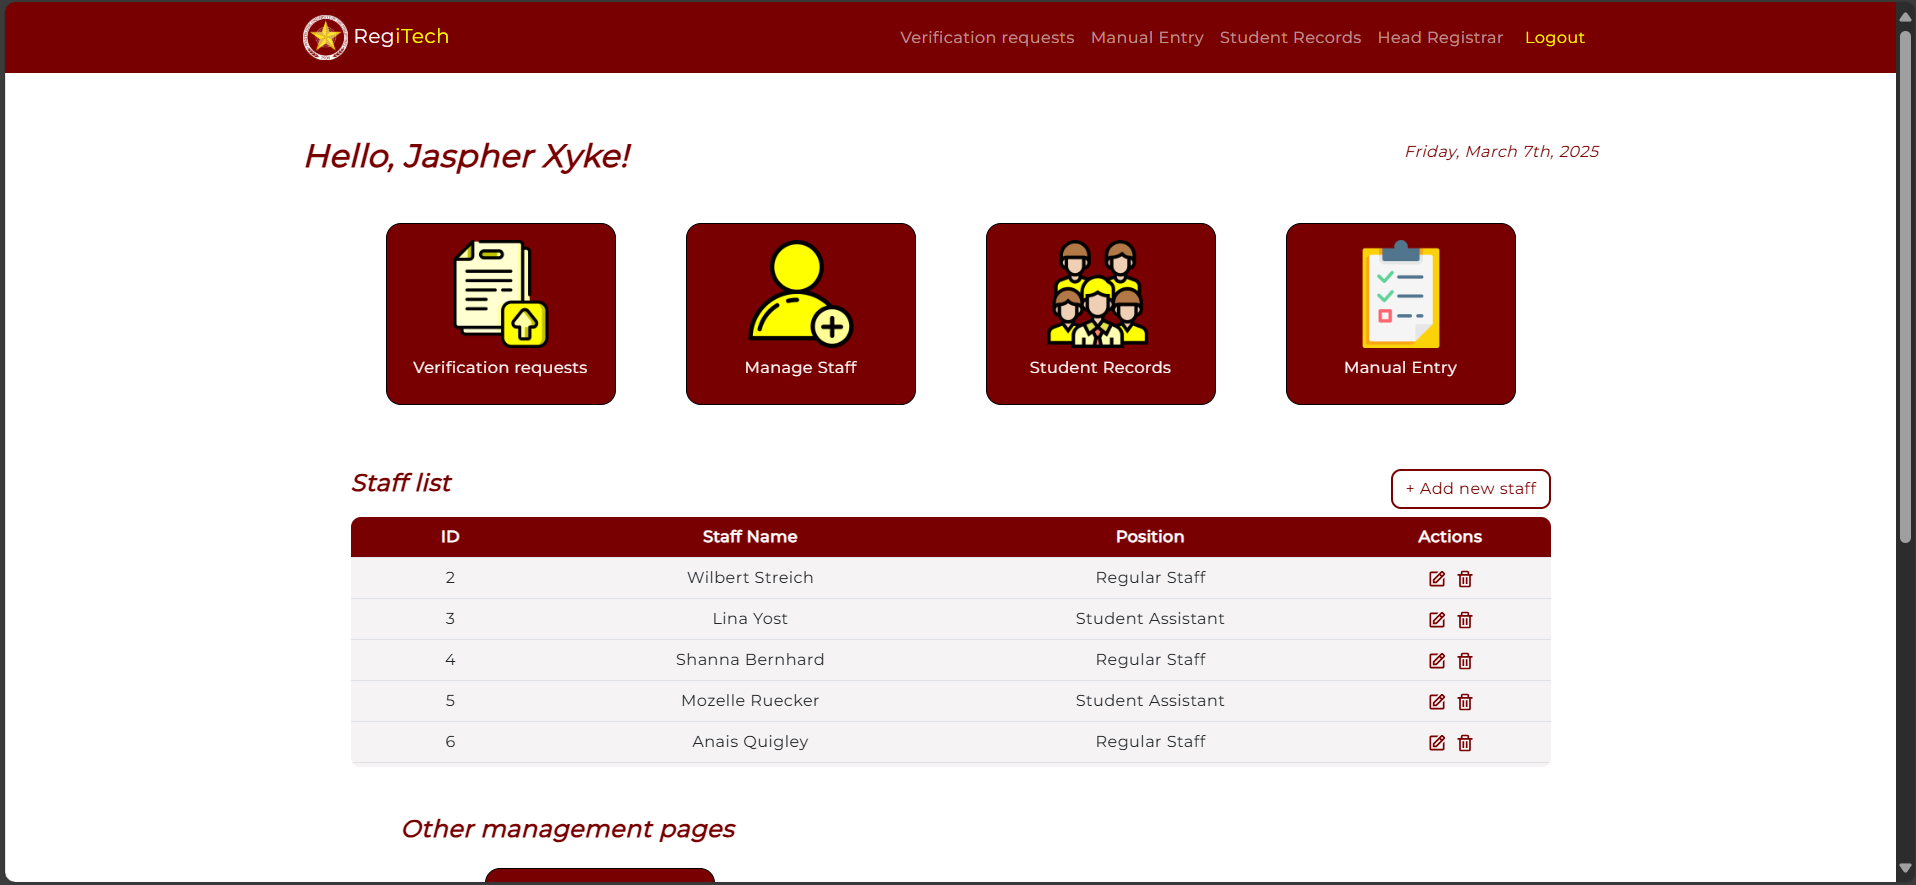 RegiTech
Verification requests Manual Entry Student Records Head Registrar Logout
Hello, Jaspher Xyke!
Friday, March 7th, 2025
Verification requests
Manage Staff
Student Records
Manual Entry
Staff list
+ Add new staff
ID Staff Name Position Actions
2 Wilbert Streich Regular Staff
3 Lina Yost Student Assistant
4 Shanna Bernhard Regular Staff
5 Mozelle Ruecker Student Assistant
6 Anais Quigley Regular Staff
Other management pages